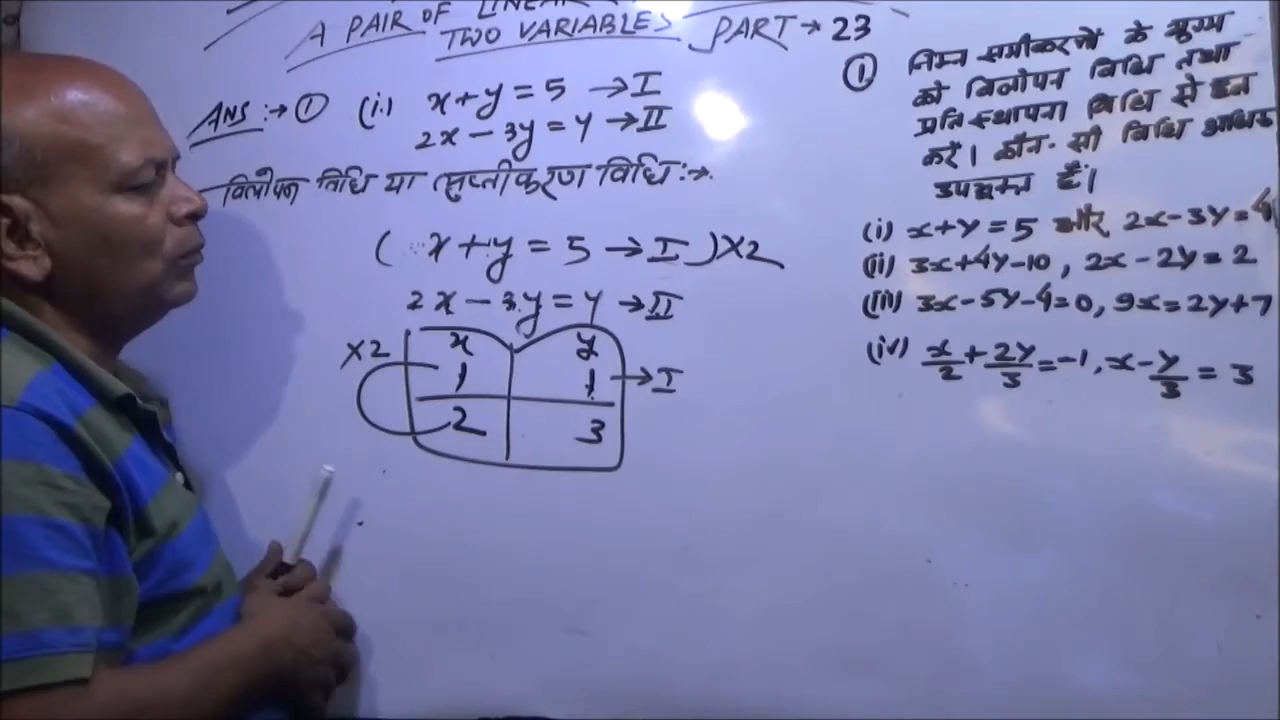 A PAIR OF LINEAR
TWO VARIABLES PART → 23
ANS :→ ① (i.) x + y = 5 → I
2x - 3y = 4 → II
विलोपन विधि या लुप्तीकरण विधि :→
( x + y = 5 → I ) X2
2x - 3y = 4 → II
x y
X2 1 1 → I
2 3
① निम्न समीकरणों के युग्म
को विलोपन विधि तथा
प्रतिस्थापना विधि से हल
करें । कौन-सी विधि अधिक
उपयुक्त है ।
(i) x + y = 5 और 2x - 3y = 4
(ii) 3x + 4y - 10 , 2x - 2y = 2
(iii) 3x - 5y - 4 = 0, 9x = 2y + 7
(iv) x/2 + 2y/3 = -1, x - y/3 = 3